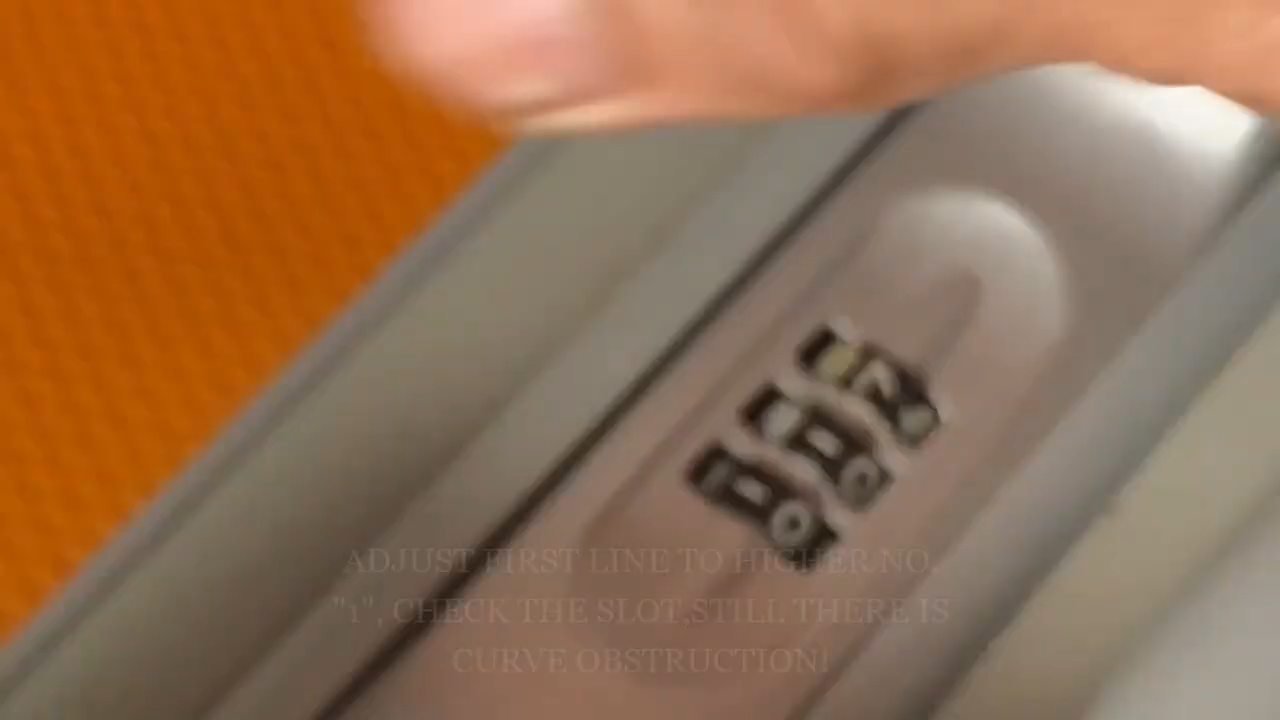 ADJUST FIRST LINE TO HIGHER NO.
"1", CHECK THE SLOT,STILL THERE IS
CURVE OBSTRUCTION!